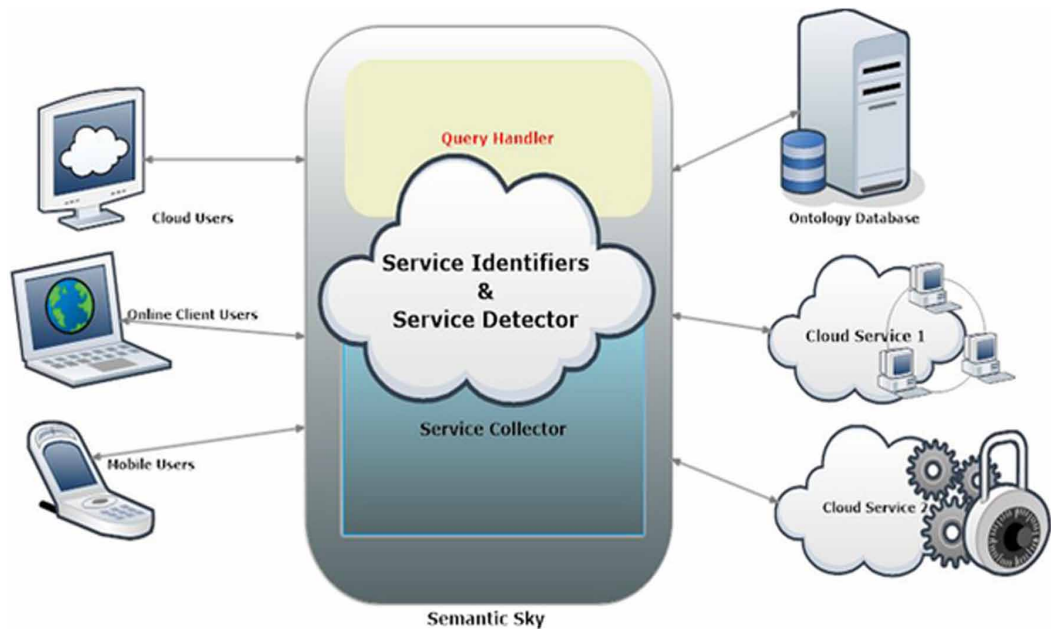 Query Handler
Cloud Users
Ontology Database
Service Identifiers
&
Service Detector
Online Client Users
Cloud Service 1
Service Collector
Mobile Users
Cloud Service 2
Semantic Sky